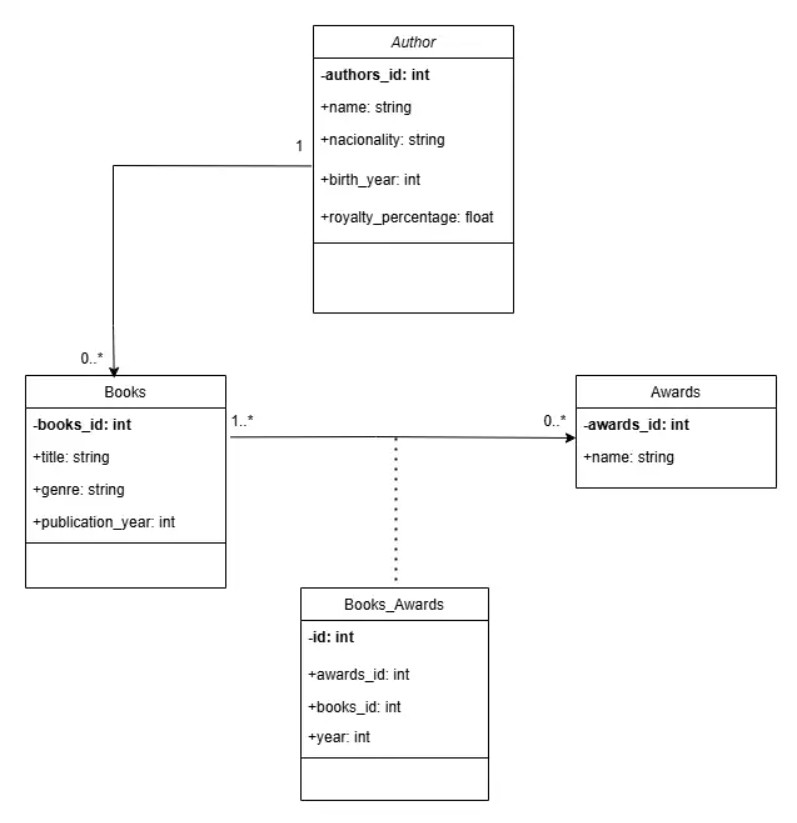 Author
-authors_id: int
+name: string
+nacionality: string
+birth_year: int
+royalty_percentage: float
1
0..*
Books
-books_id: int
+title: string
+genre: string
+publication_year: int
1..*
0..*
Awards
-awards_id: int
+name: string
Books_Awards
-id: int
+awards_id: int
+books_id: int
+year: int